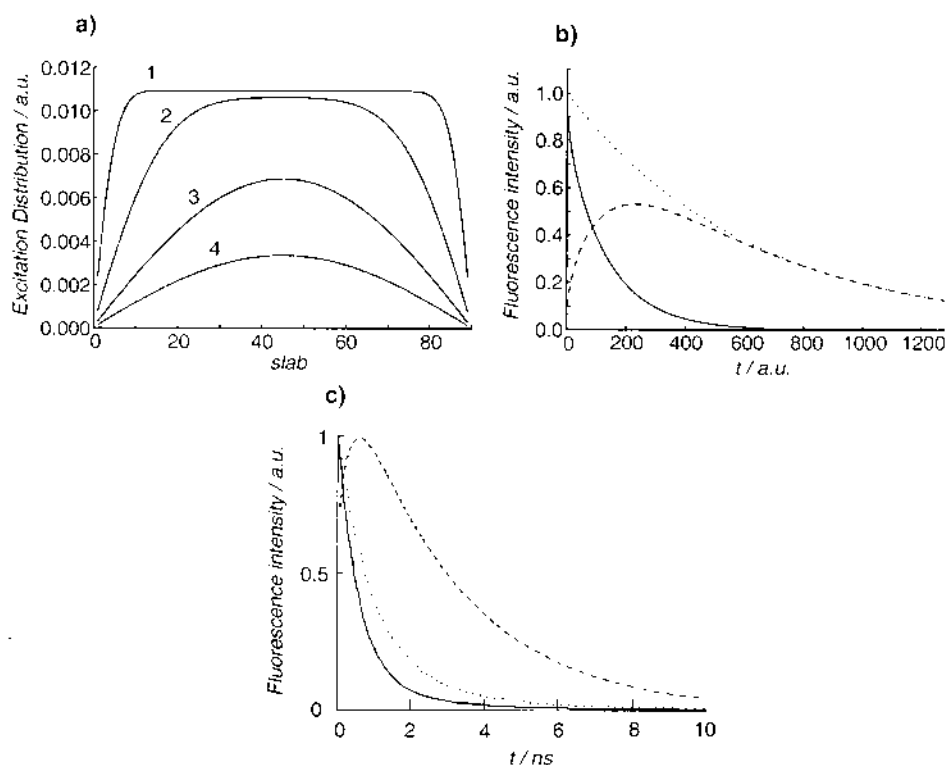 a)
Excitation Distribution / a.u.
0.012
0.010
0.008
0.006
0.004
0.002
0.000
1
2
3
4
0 20 40 60 80
slab
b)
Fluorescence intensity / a.u.
1.0
0.8
0.6
0.4
0.2
0.0
0 200 400 600 800 1000 1200
t / a.u.
c)
Fluorescence intensity / a.u.
1
0.5
0
0 2 4 6 8 10
t / ns